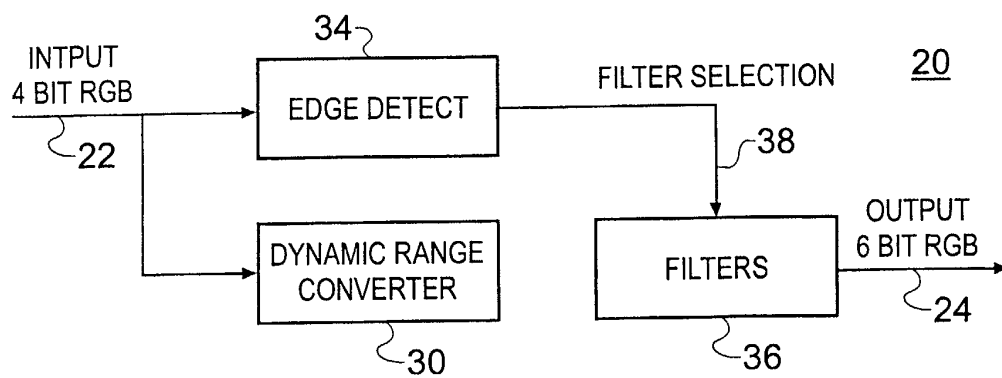 34
INTPUT
4 BIT RGB
22
EDGE DETECT
FILTER SELECTION
20
38
DYNAMIC RANGE
CONVERTER
30
FILTERS
36
OUTPUT
6 BIT RGB
24